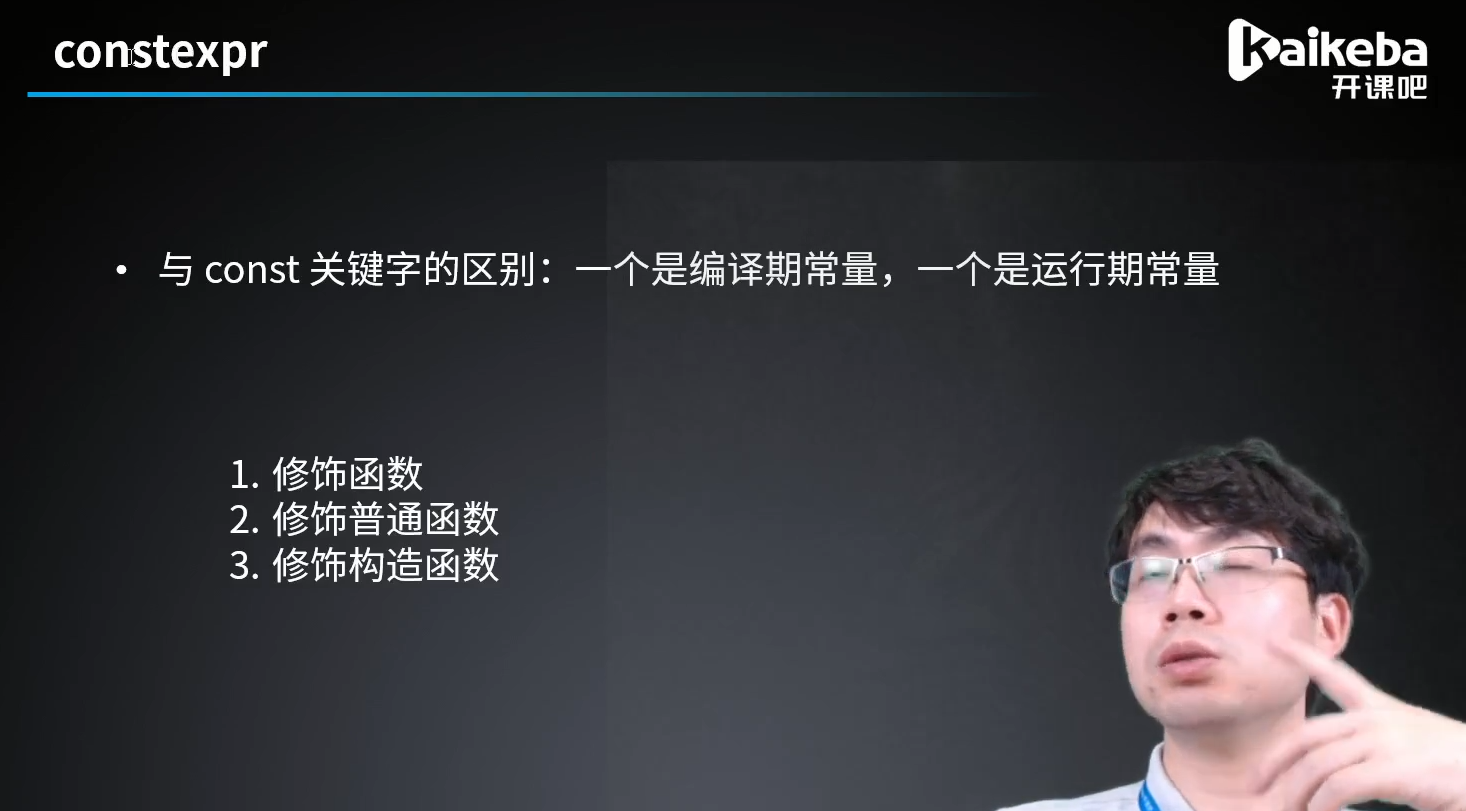 constexpr
Kaikeba
开课吧
• 与 const 关键字的区别：一个是编译期常量，一个是运行期常量
1. 修饰函数
2. 修饰普通函数
3. 修饰构造函数